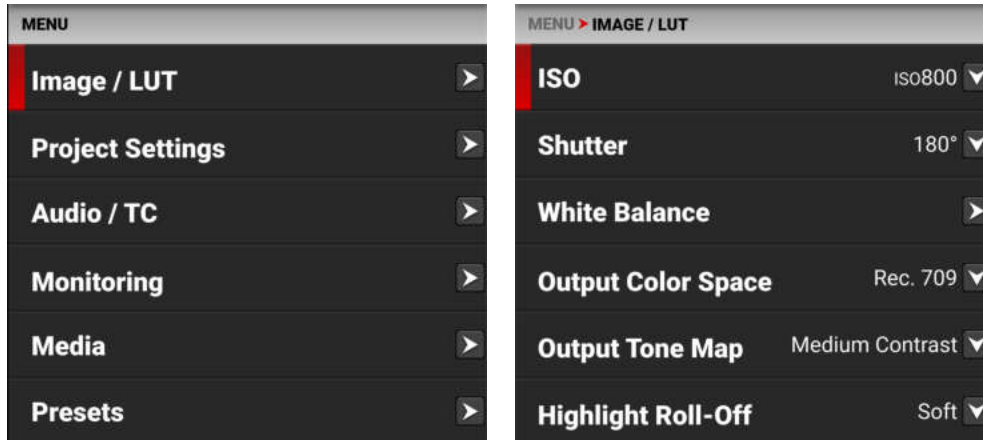 MENU
Image / LUT
Project Settings
Audio / TC
Monitoring
Media
Presets
MENU > IMAGE / LUT
ISO ISO800
Shutter 180°
White Balance
Output Color Space Rec. 709
Output Tone Map Medium Contrast
Highlight Roll-Off Soft